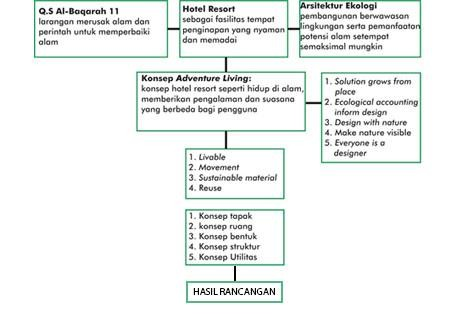 Q.S Al-Baqarah 11
larangan merusak alam dan
perintah untuk memperbaiki
alam
Hotel Resort
sebagai fasilitas tempat
penginapan yang nyaman
dan memadai
Arsitektur Ekologi
pembangunan berwawasan
lingkungan serta pemanfaatan
potensi alam setempat
semaksimal mungkin
Konsep Adventure Living:
konsep hotel resort seperti hidup di alam,
memberikan pengalaman dan suasana
yang berbeda bagi pengguna
1. Solution grows from
place
2. Ecological accounting
inform design
3. Design with nature
4. Make nature visible
5. Everyone is a
designer
1. Livable
2. Movement
3. Sustainable material
4. Reuse
1. Konsep tapak
2. konsep ruang
3. Konsep bentuk
4. Konsep struktur
5. Konsep Utilitas
HASIL RANCANGAN